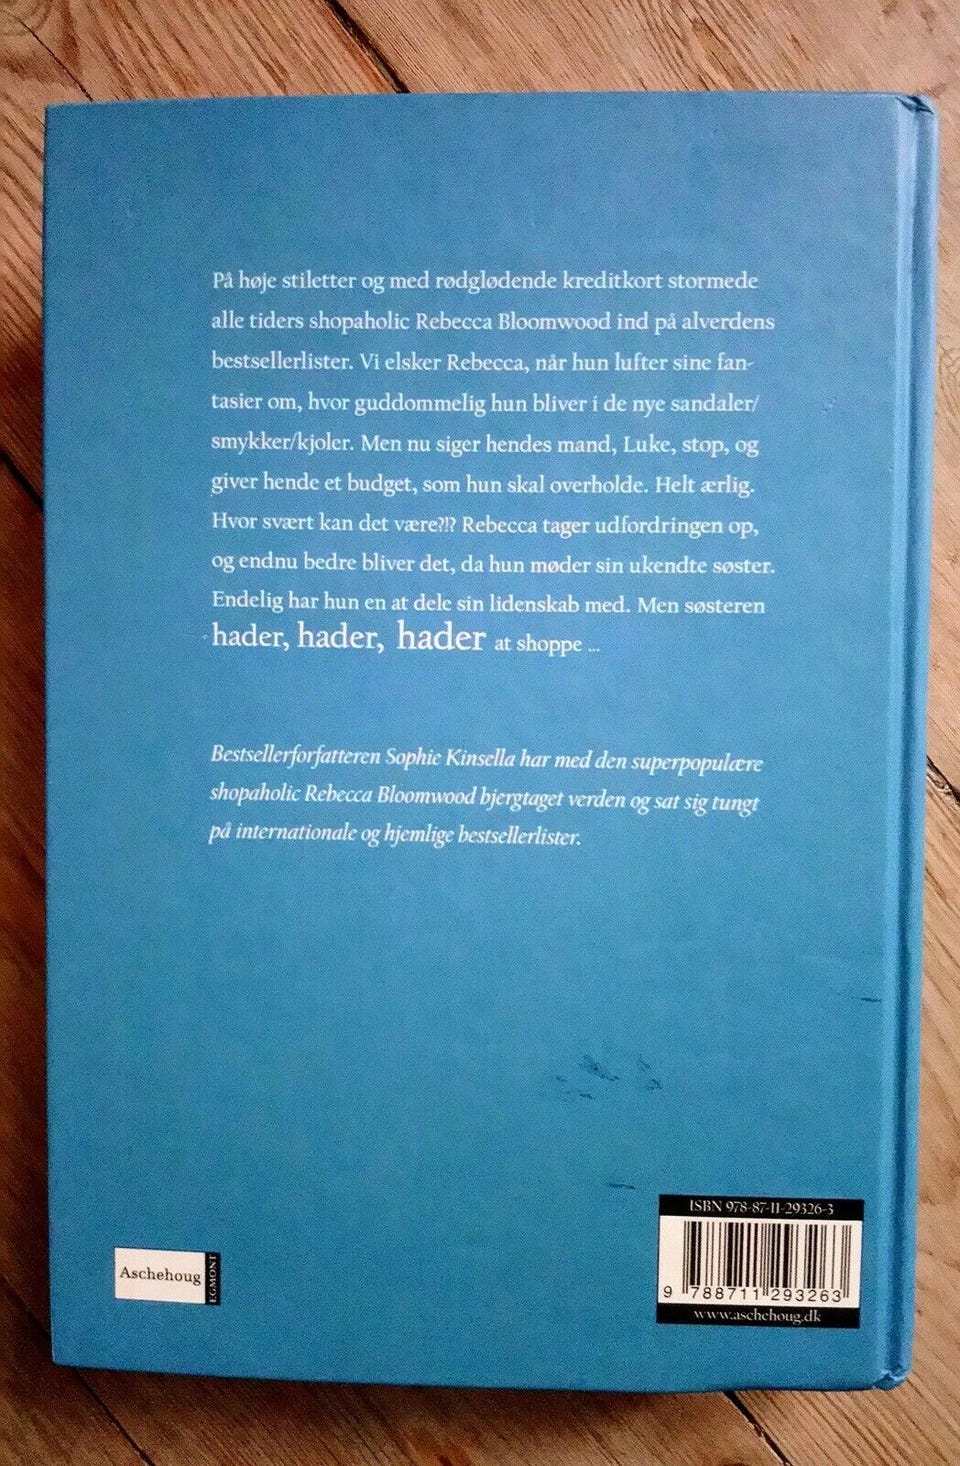 På høje stiletter og med rødglødende kreditkort stormede
alle tiders shopaholic Rebecca Bloomwood ind på alverdens
bestsellerlister. Vi elsker Rebecca, når hun lufter sine fan-
tasier om, hvor guddommelig hun bliver i de nye sandaler/
smykker/kjoler. Men nu siger hendes mand, Luke, stop, og
giver hende et budget, som hun skal overholde. Helt ærlig.
Hvor svært kan det være?!? Rebecca tager udfordringen op,
og endnu bedre bliver det, da hun møder sin ukendte søster.
Endelig har hun en at dele sin lidenskab med. Men søsteren
hader, hader, hader at shoppe ...
Bestsellerforfatteren Sophie Kinsella har med den superpopulære
shopaholic Rebecca Bloomwood bjergtaget verden og sat sig tungt
på internationale og hjemlige bestsellerlister.
Aschehoug
EGMONT
ISBN 978-87-11-29326-3
9 788711 293263
www.aschehoug.dk